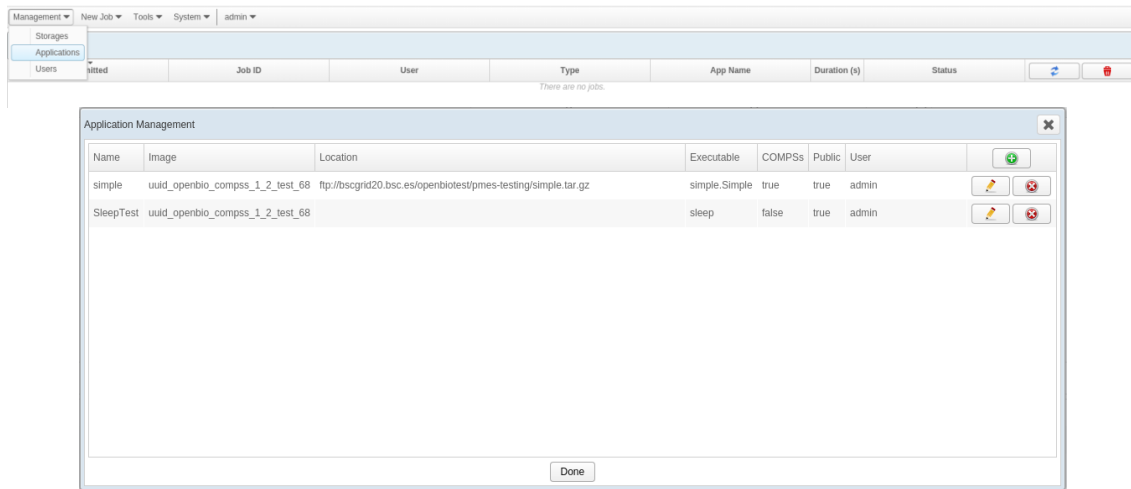 Management New Job Tools System admin
Storages
Applications
Users
mitted Job ID User Type App Name Duration (s) Status
There are no jobs.
Application Management
Name Image Location Executable COMPSs Public User
simple uuid_openbio_compss_1_2_test_68 ftp://bscgrid20.bsc.es/openbiotest/pmes-testing/simple.tar.gz simple.Simple true true admin
SleepTest uuid_openbio_compss_1_2_test_68 sleep false true admin
Done